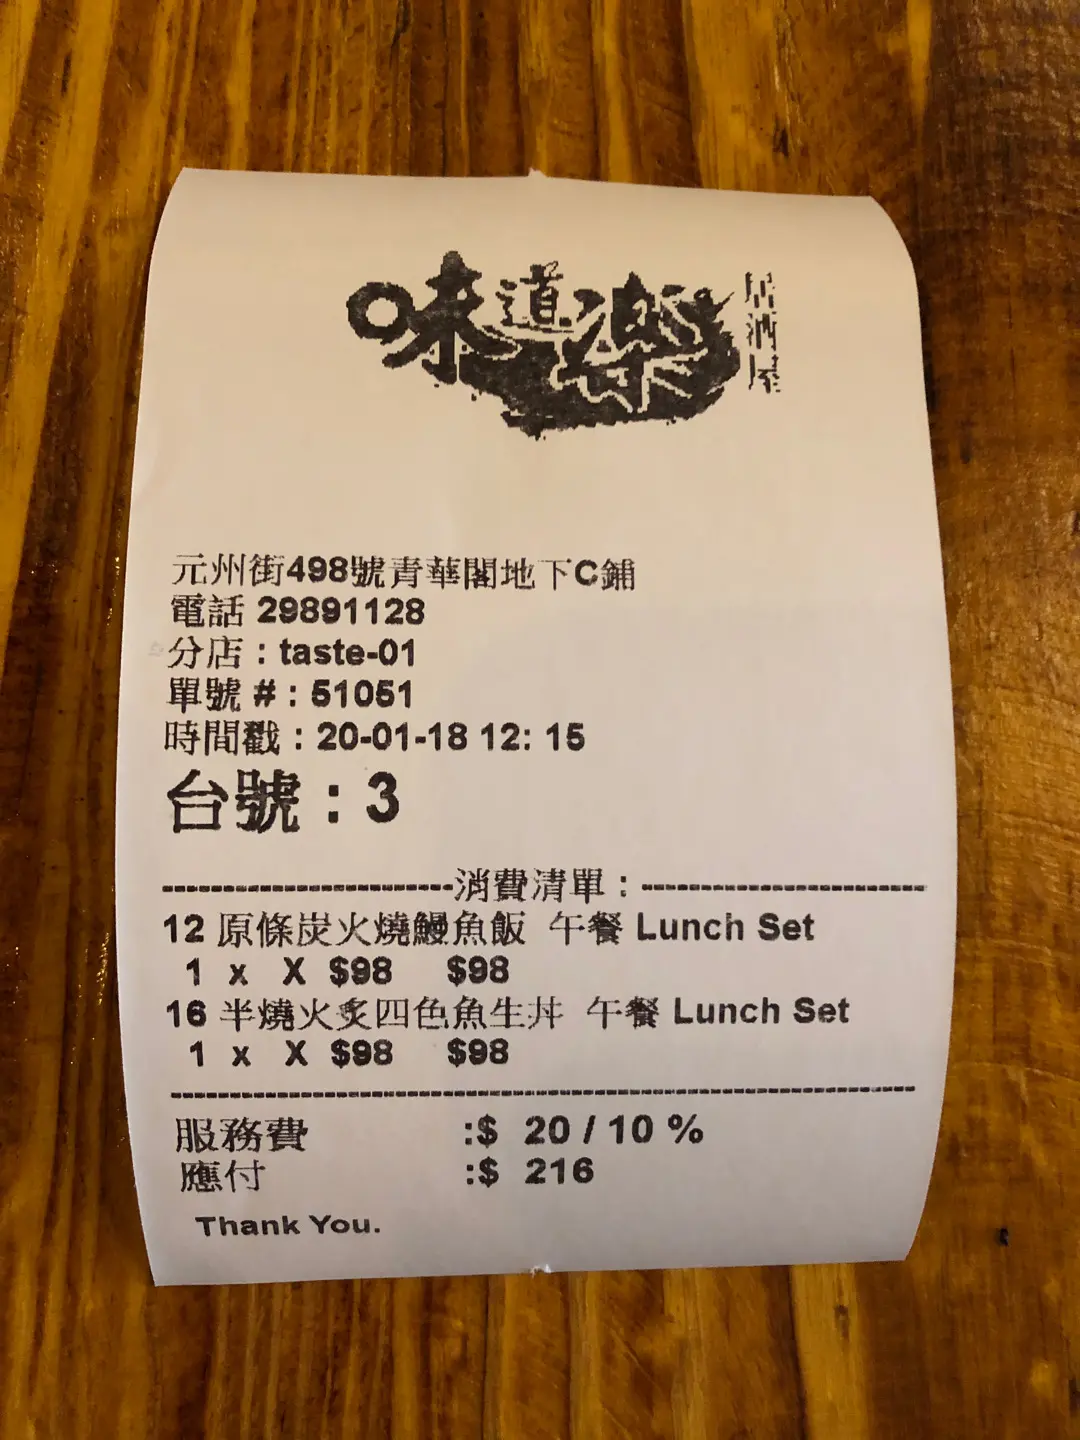 味道樂
居酒屋
元州街498號青華閣地下C鋪
電話 29891128
分店 : taste-01
單號 # : 51051
時間戳 : 20-01-18 12: 15
台號 : 3
------------------------消費清單 : ------------------------
12 原條炭火燒鰻魚飯 午餐 Lunch Set
1 x X $98 $98
16 半燒火炙四色魚生丼 午餐 Lunch Set
1 x X $98 $98
------------------------------------------------------------
服務費 :$ 20 / 10 %
應付 :$ 216
Thank You.